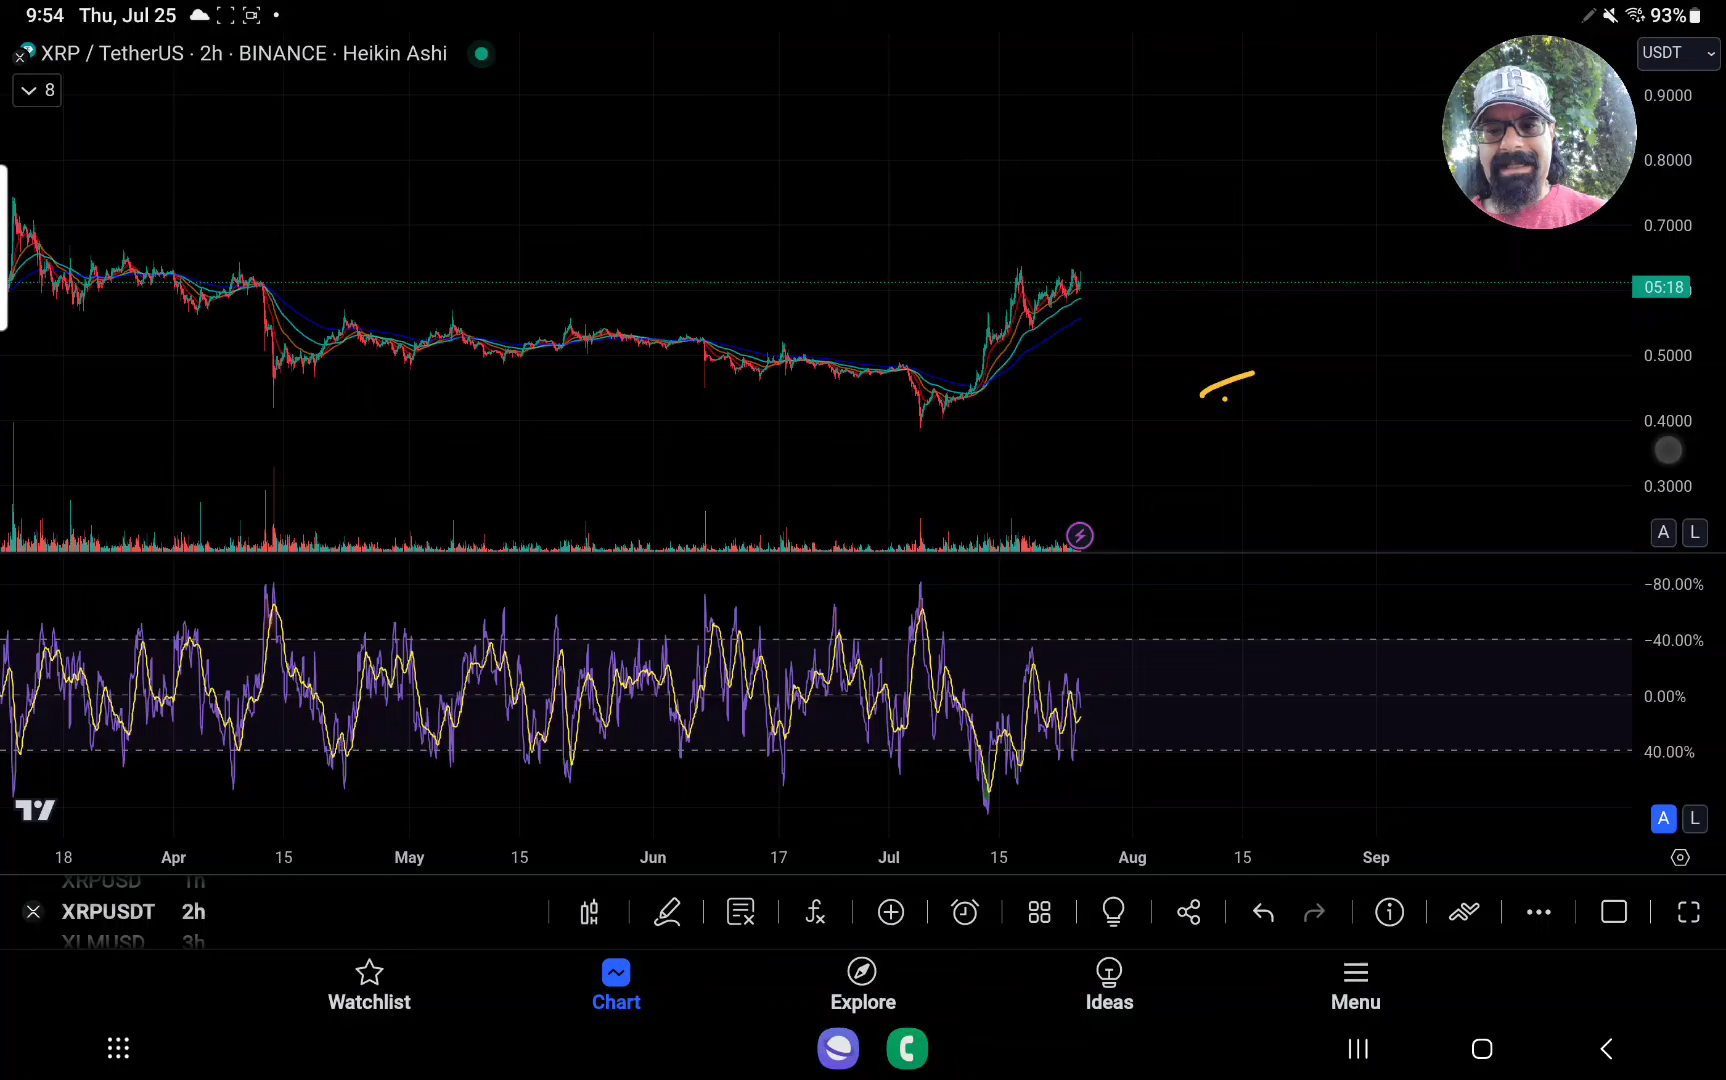 9:54 Thu, Jul 25 93%
XRP / TetherUS · 2h · BINANCE · Heikin Ashi
USDT
8
0.9000
0.8000
0.7000
05:18
0.5000
0.4000
0.3000
A L
−80.00%
−40.00%
0.00%
40.00%
A L
18 Apr 15 May 15 Jun 17 Jul 15 Aug 15 Sep
XRPUSD 1h
XRPUSDT 2h
XLMUSD 3h
Watchlist Chart Explore Ideas Menu